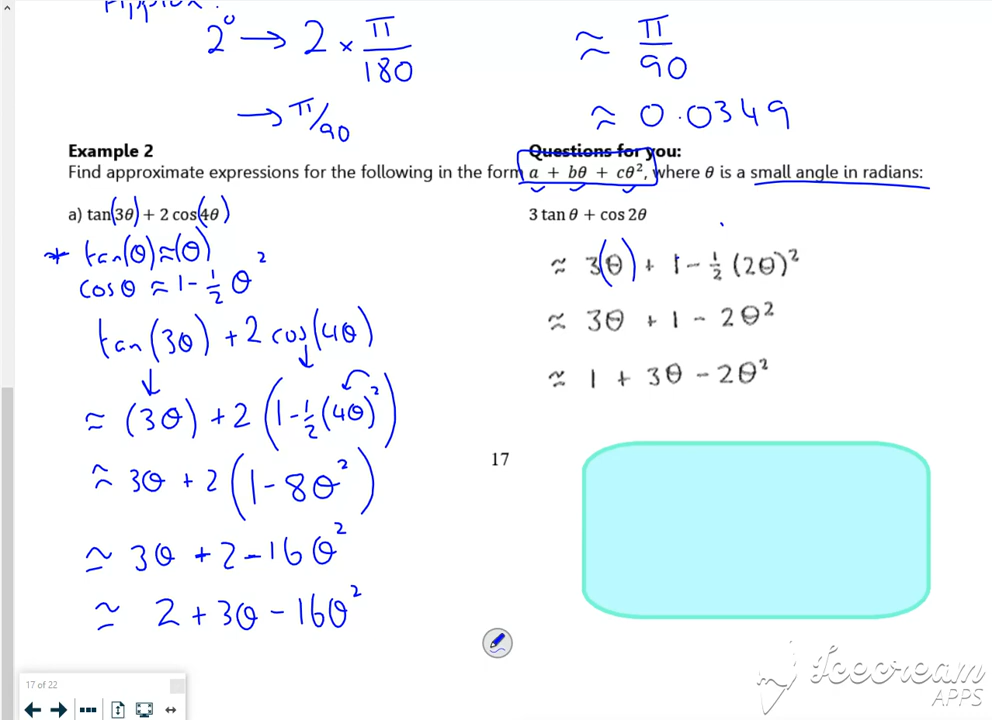 2° → 2 × π/180
→ π/90
≈ π/90
≈ 0.0349
Example 2
Questions for you:
Find approximate expressions for the following in the form a + bθ + cθ², where θ is a small angle in radians:
a) tan(3θ) + 2 cos(4θ)
* tan(θ) ≈ (θ)
cosθ ≈ 1 - 1/2 θ²
tan(3θ) + 2 cos(4θ)
≈ (3θ) + 2(1 - 1/2 (4θ)²)
≈ 3θ + 2(1 - 8θ²)
≃ 3θ + 2 - 16θ²
≃ 2 + 3θ - 16θ²
3 tan θ + cos 2θ
≈ 3(θ) + 1 - 1/2 (2θ)²
≈ 3θ + 1 - 2θ²
≈ 1 + 3θ - 2θ²
17
17 of 22
Icecream
APPS